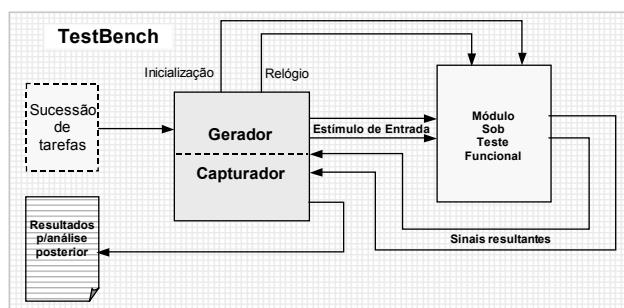 TestBench
Inicialização
Relógio
Sucessão
de
tarefas
Gerador
Capturador
Estímulo de Entrada
Módulo
Sob
Teste
Funcional
Resultados
p/análise
posterior
Sinais resultantes